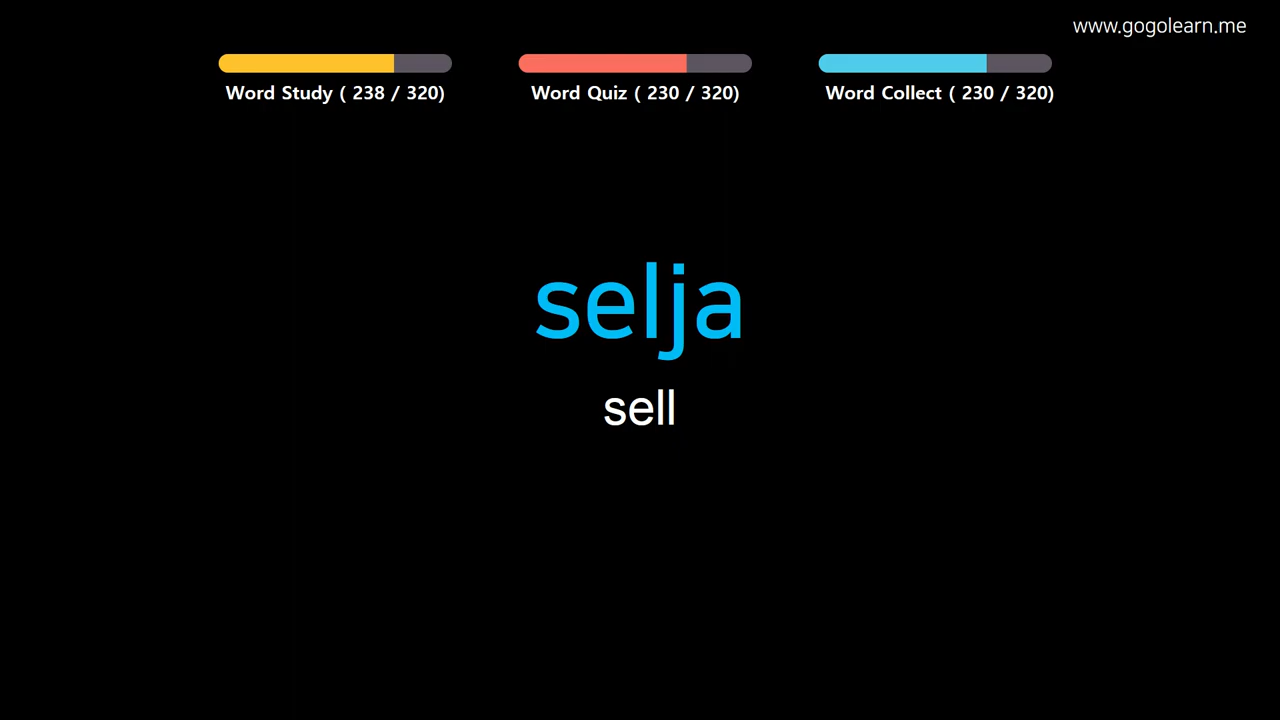 www.gogolearn.me
Word Study ( 238 / 320)
Word Quiz ( 230 / 320)
Word Collect ( 230 / 320)
selja
sell